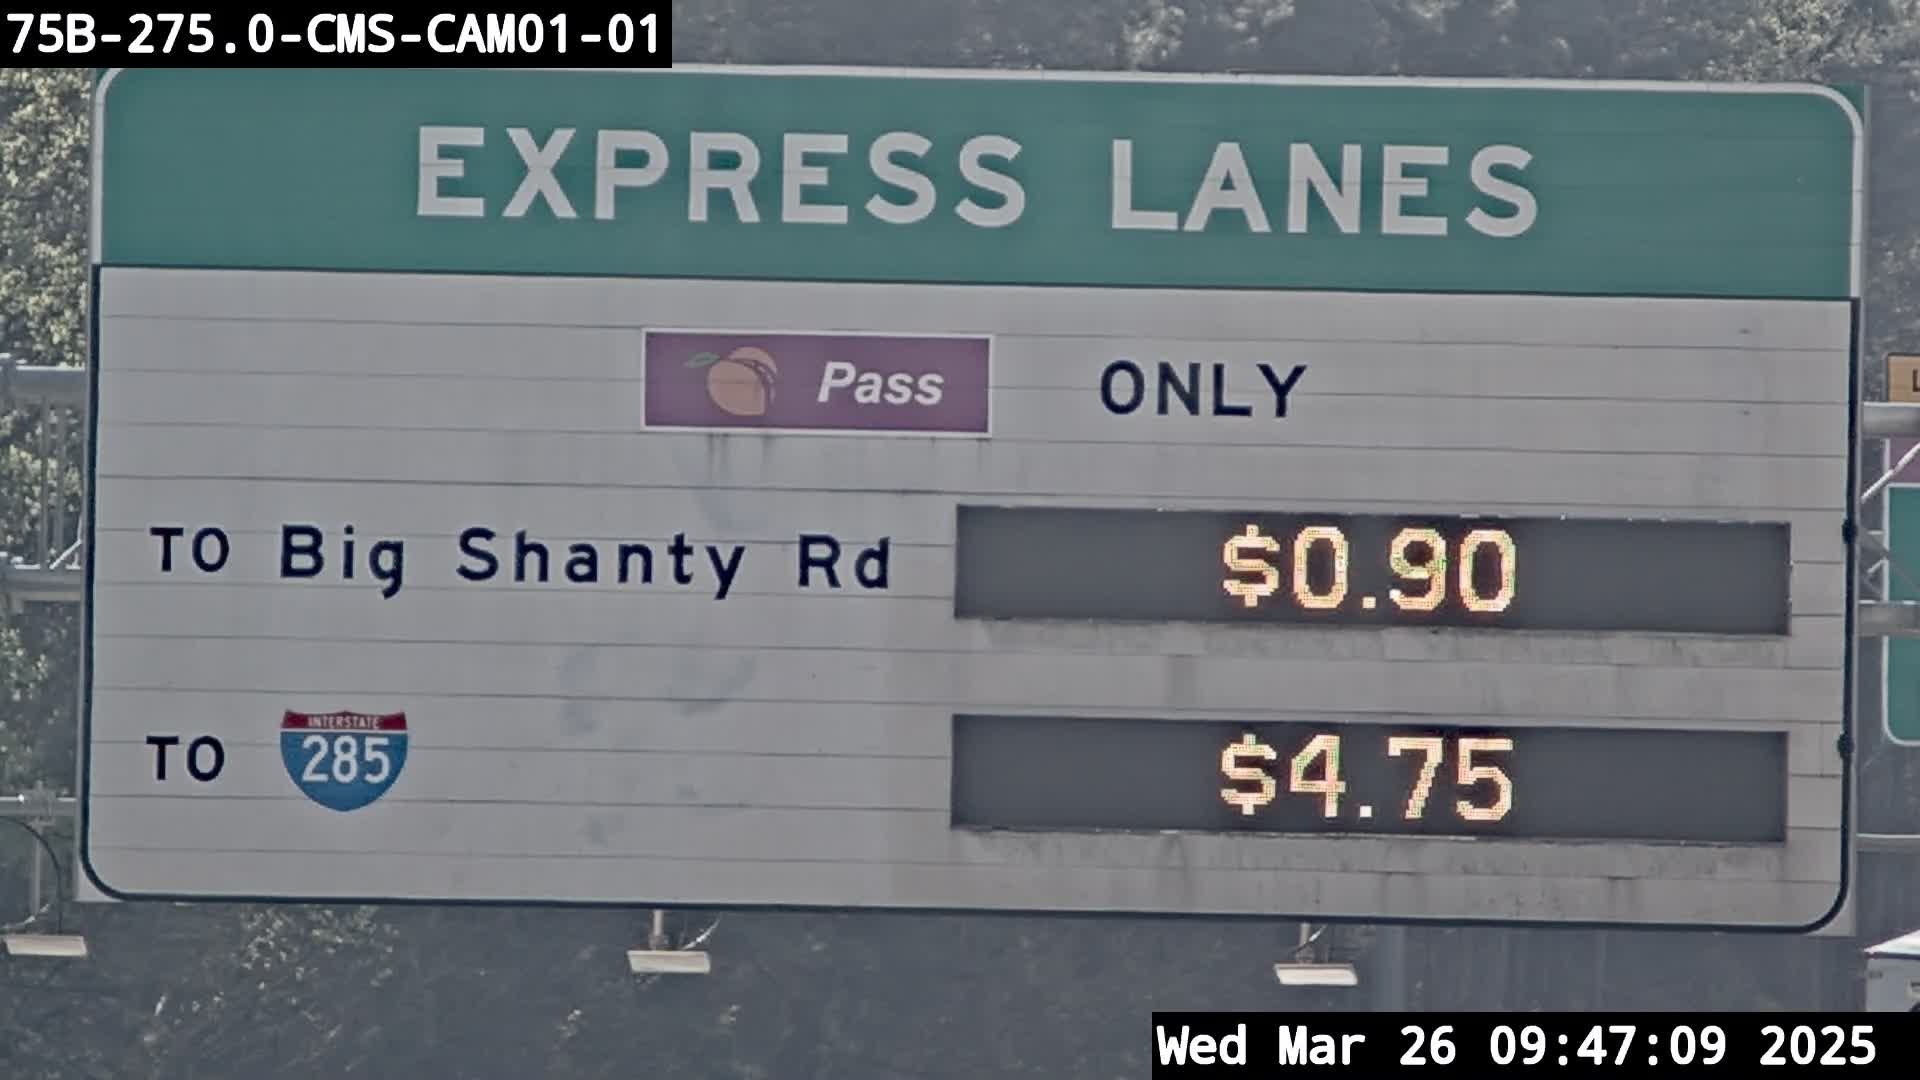 75B-275.0-CMS-CAM01-01
EXPRESS LANES
Pass ONLY
TO Big Shanty Rd $0.90
INTERSTATE
TO 285 $4.75
Wed Mar 26 09:47:09 2025